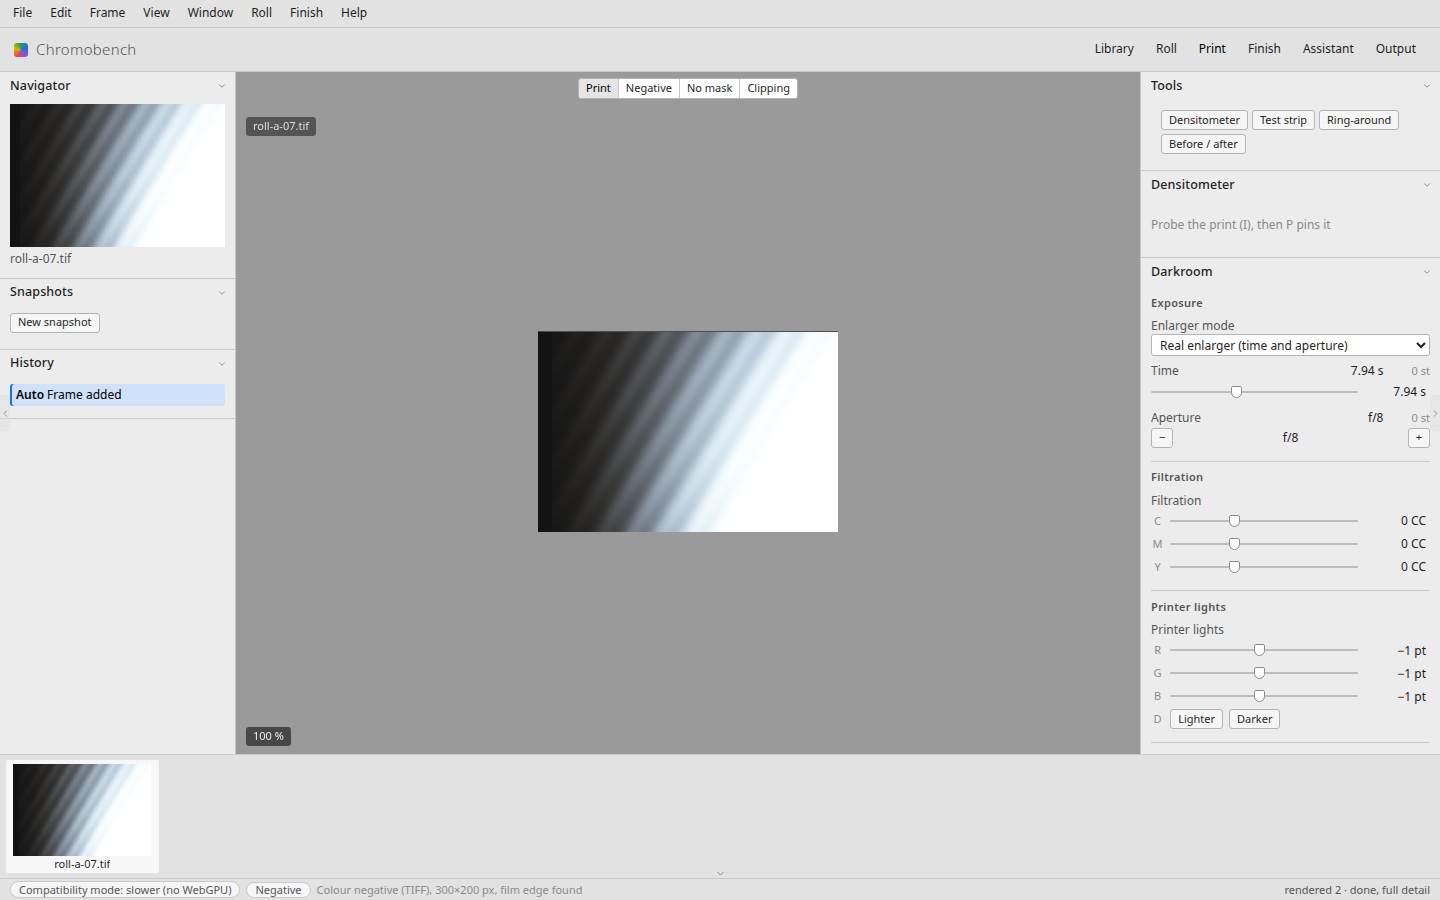 File Edit Frame View Window Roll Finish Help
Chromobench
Library Roll Print Finish Assistant Output
Navigator
roll-a-07.tif
Snapshots
New snapshot
History
Auto Frame added
Print Negative No mask Clipping
roll-a-07.tif
100 %
Tools
Densitometer Test strip Ring-around
Before / after
Densitometer
Probe the print (I), then P pins it
Darkroom
Exposure
Enlarger mode
Real enlarger (time and aperture)
Time 7.94 s 0 st
7.94 s
Aperture f/8 0 st
− f/8 +
Filtration
Filtration
C 0 CC
M 0 CC
Y 0 CC
Printer lights
Printer lights
R −1 pt
G −1 pt
B −1 pt
D Lighter Darker
roll-a-07.tif
Compatibility mode: slower (no WebGPU) Negative Colour negative (TIFF), 300×200 px, film edge found
rendered 2 · done, full detail